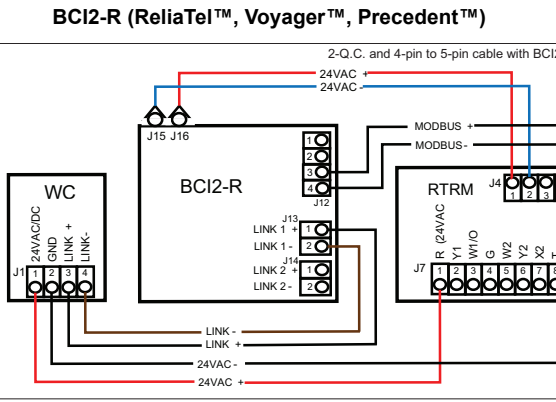 BCI2-R (ReliaTel™, Voyager™, Precedent™)
2-Q.C. and 4-pin to 5-pin cable with BCI2
24VAC +
24VAC -
J15 J16
MODBUS +
MODBUS -
1
2
3
4
J12
BCI2-R
WC
RTRM
J4
1 2 3
J13
LINK 1 + 1
LINK 1 - 2
J14
LINK 2 + 1
LINK 2 - 2
24VAC/DC
GND
LINK +
LINK-
J1 1 2 3 4
R (24VAC
Y1
W1/O
G
W2
Y2
X2
J7 1 2 3 4 5 6 7 8
LINK -
LINK +
24VAC -
24VAC +